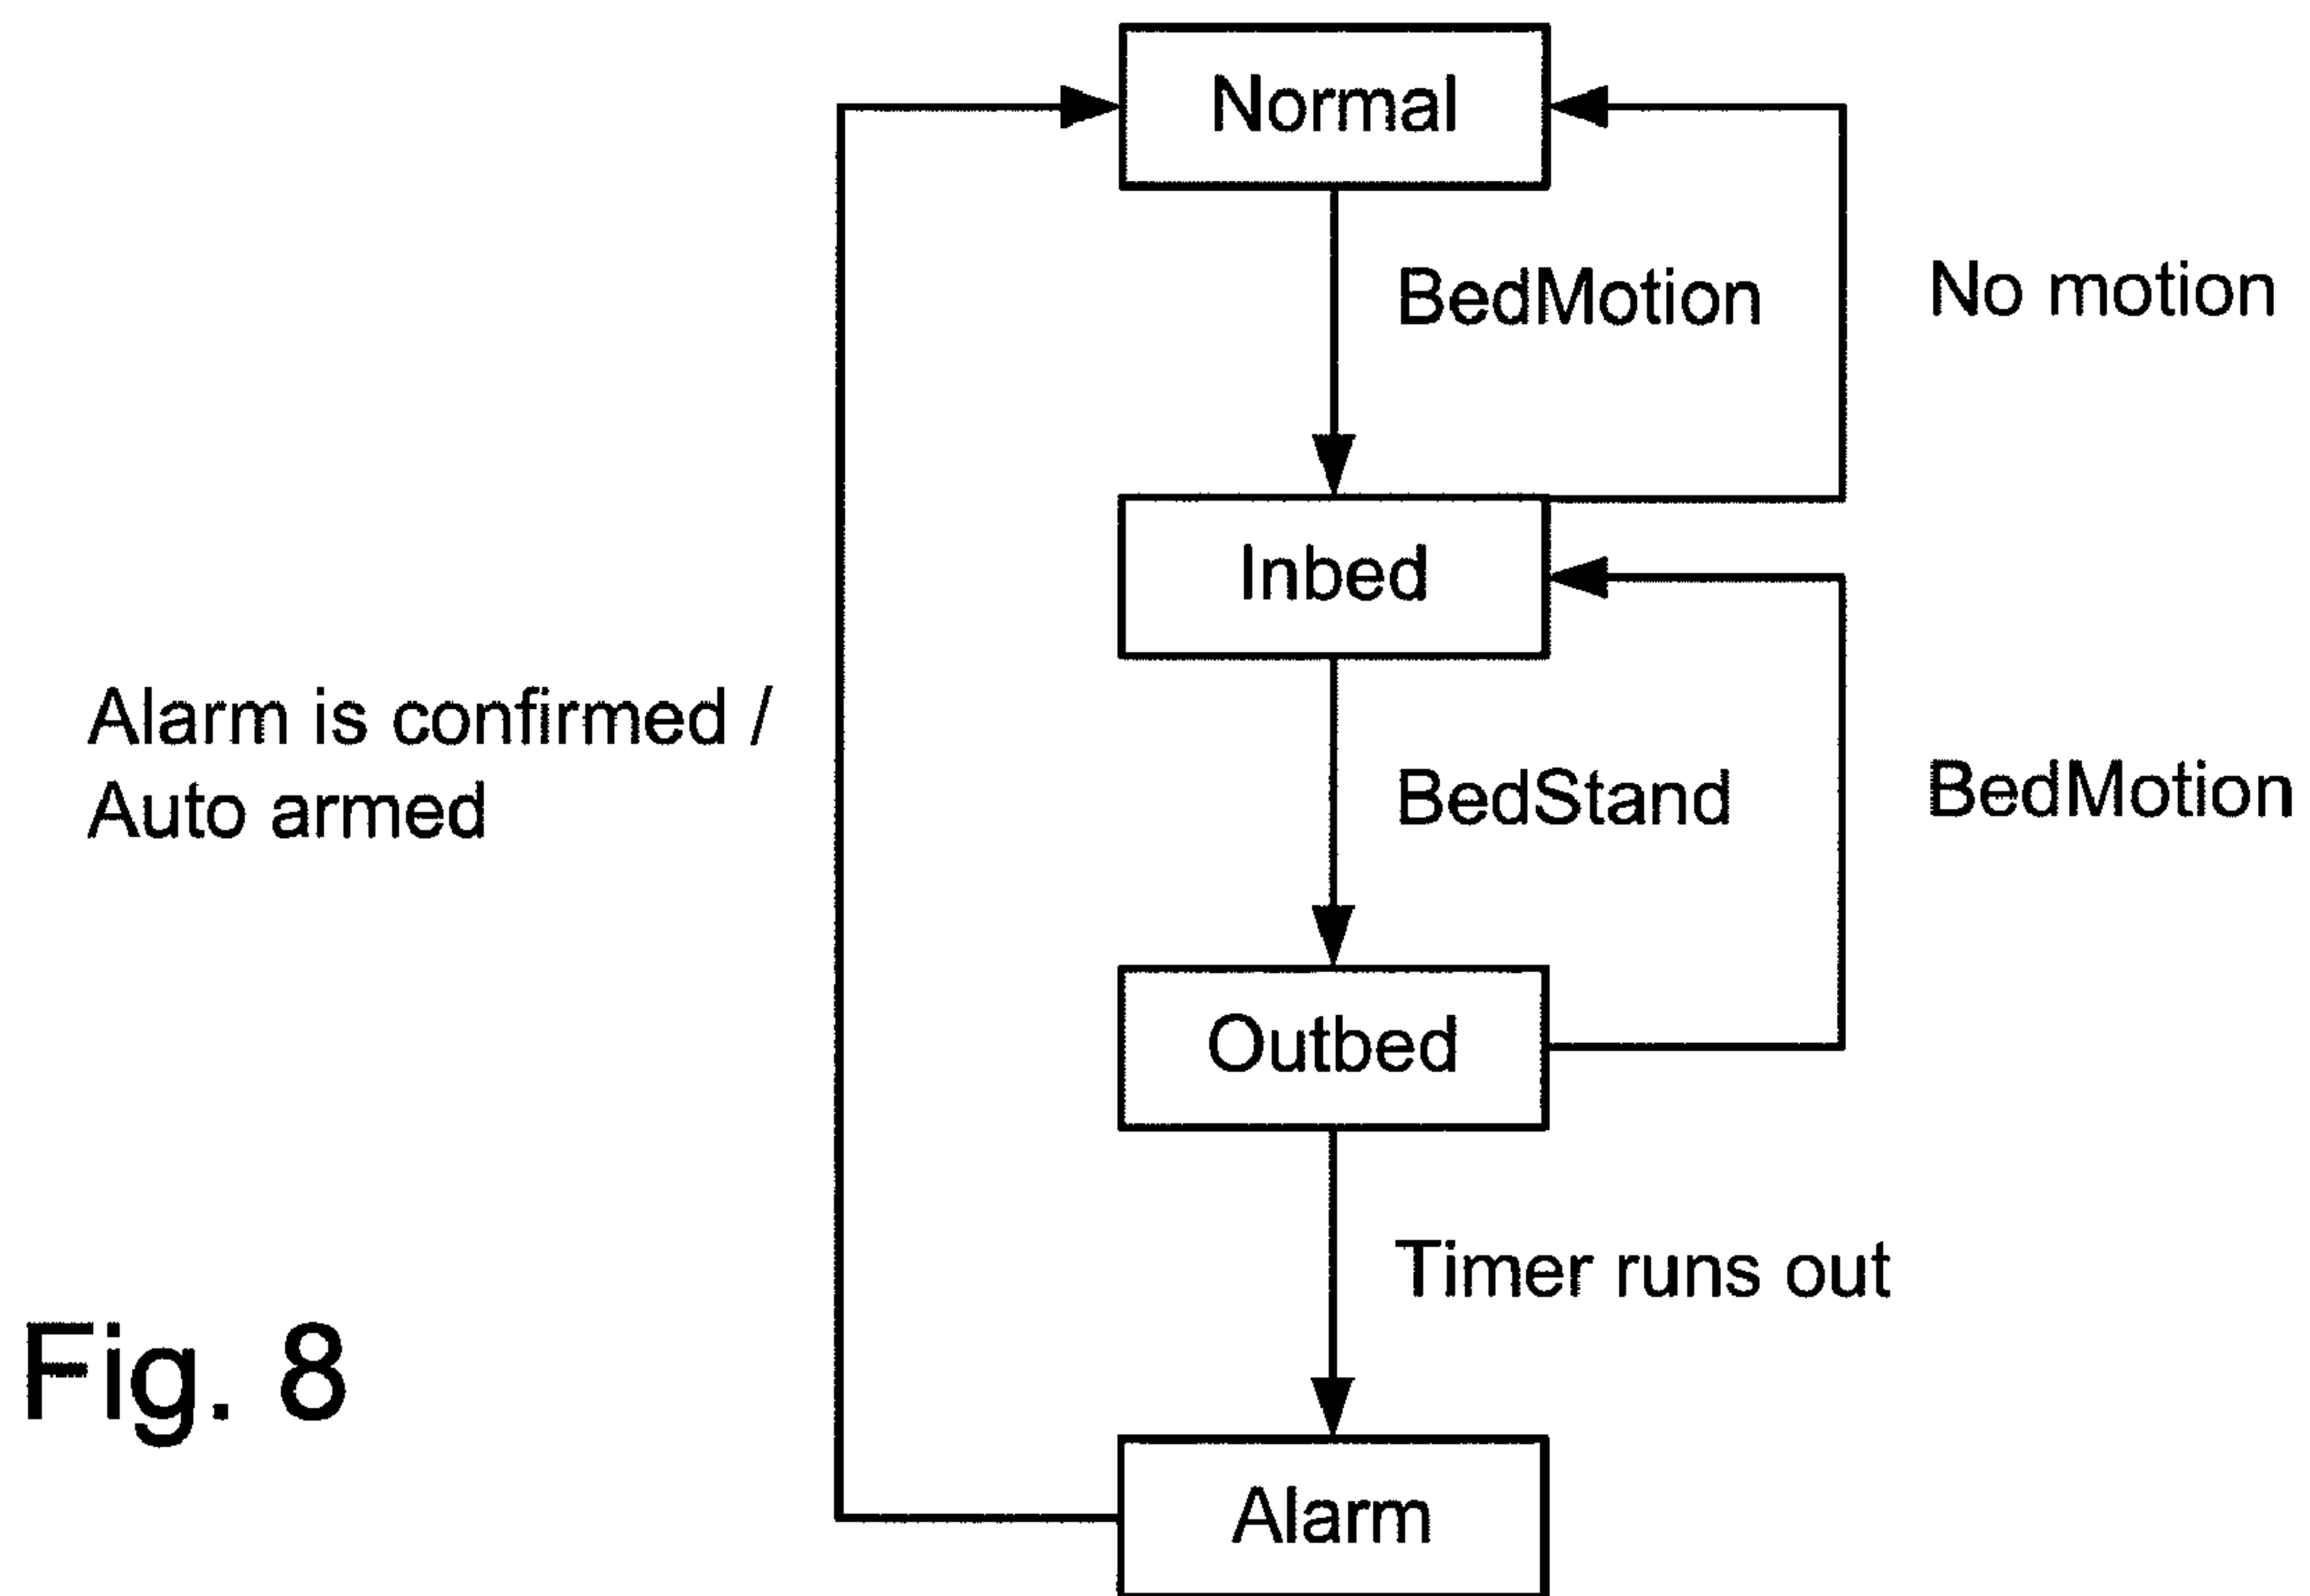 Normal
BedMotion
No motion
Inbed
Alarm is confirmed /
Auto armed
BedStand
BedMotion
Outbed
Timer runs out
Fig. 8
Alarm